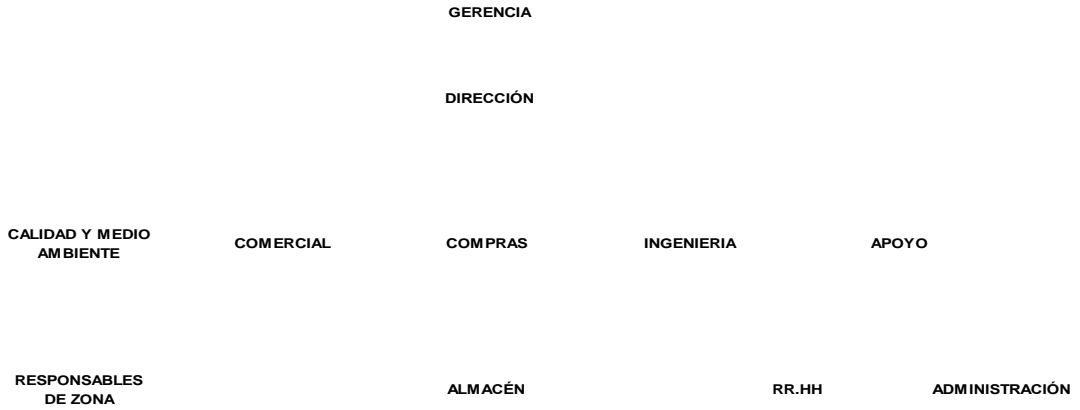 GERENCIA
DIRECCIÓN
CALIDAD Y MEDIO
AMBIENTE
COMERCIAL
COMPRAS
INGENIERIA
APOYO
RESPONSABLES
DE ZONA
ALMACÉN
RR.HH
ADMINISTRACIÓN